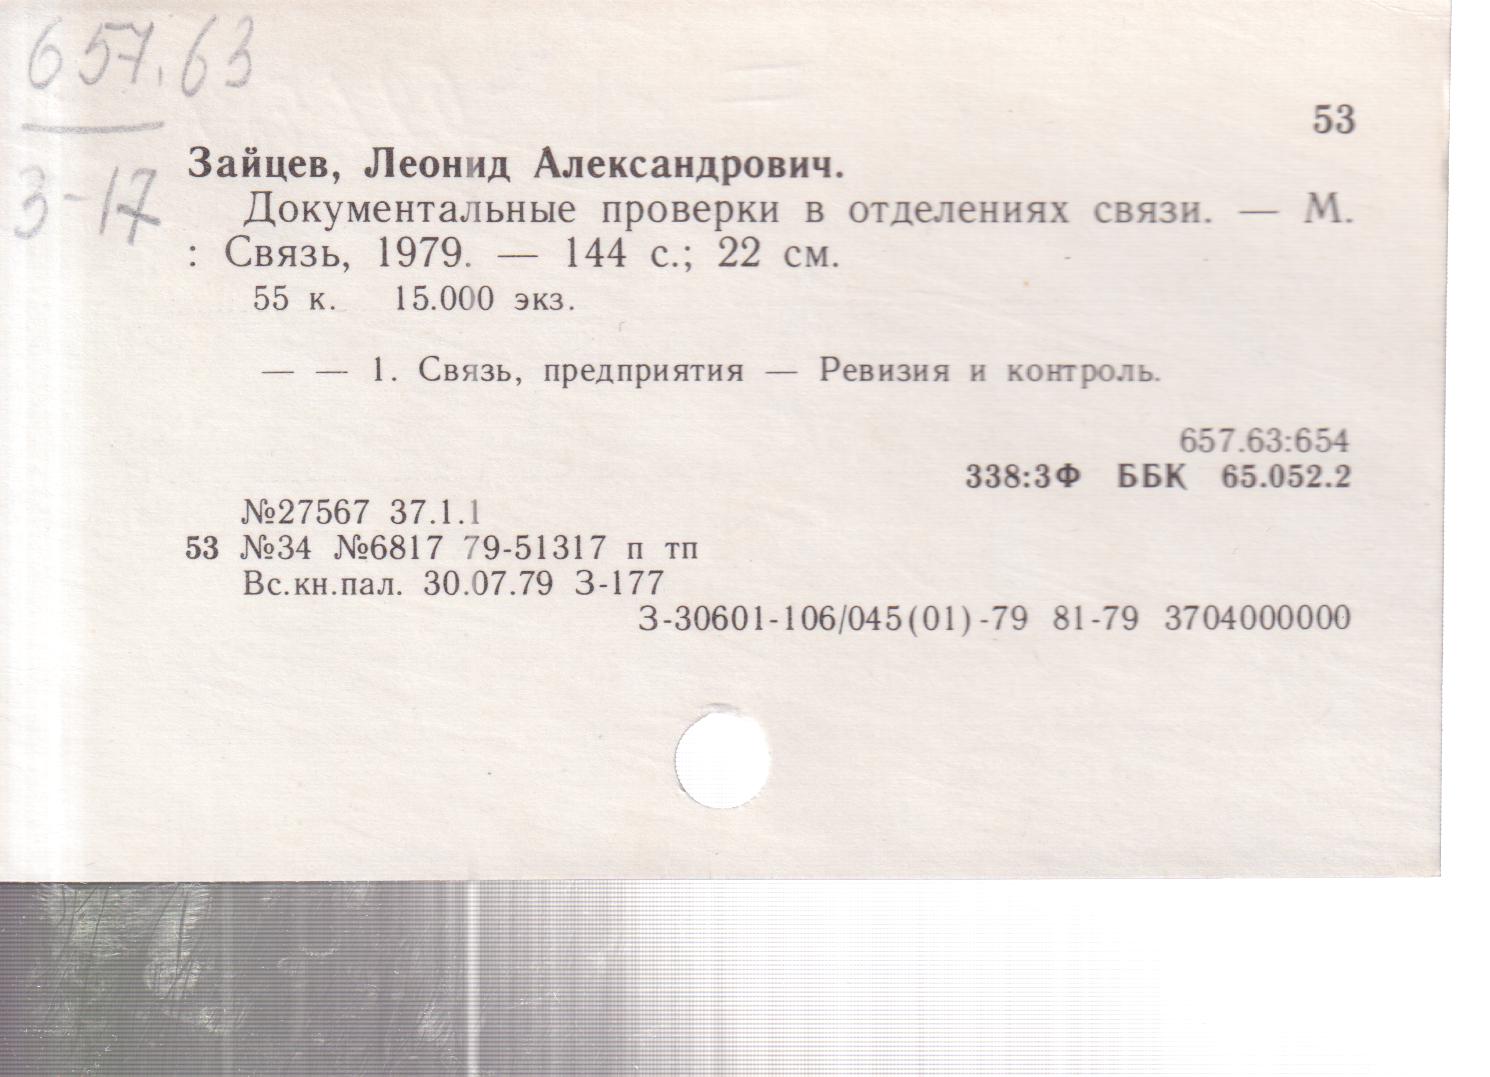 657.63
З-17
53
Зайцев, Леонид Александрович.
Документальные проверки в отделениях связи. — М.
: Связь, 1979. — 144 с.; 22 см.
55 к. 15.000 экз.
— — 1. Связь, предприятия — Ревизия и контроль.
657.63:654
338:3Ф ББК 65.052.2
№27567 37.1.1
53 №34 №6817 79-51317 п тп
Вс.кн.пал. 30.07.79 З-177
З-30601-106/045(01)-79 81-79 3704000000